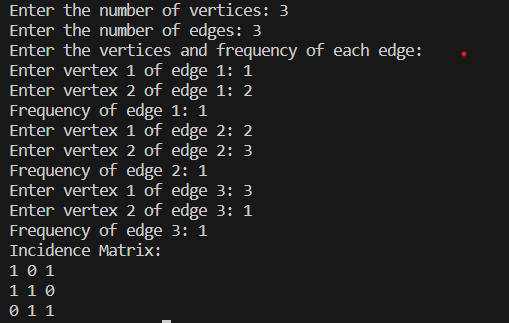 Enter the number of vertices: 3
Enter the number of edges: 3
Enter the vertices and frequency of each edge:
Enter vertex 1 of edge 1: 1
Enter vertex 2 of edge 1: 2
Frequency of edge 1: 1
Enter vertex 1 of edge 2: 2
Enter vertex 2 of edge 2: 3
Frequency of edge 2: 1
Enter vertex 1 of edge 3: 3
Enter vertex 2 of edge 3: 1
Frequency of edge 3: 1
Incidence Matrix:
1 0 1
1 1 0
0 1 1